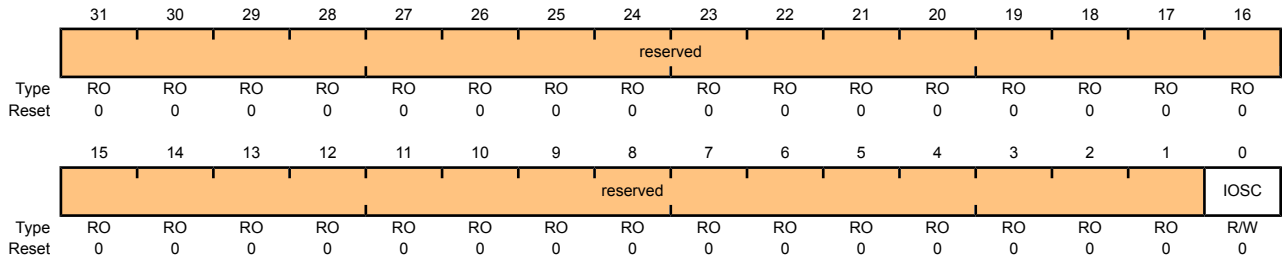 31 30 29 28 27 26 25 24 23 22 21 20 19 18 17 16
reserved
Type RO RO RO RO RO RO RO RO RO RO RO RO RO RO RO RO
Reset 0 0 0 0 0 0 0 0 0 0 0 0 0 0 0 0
15 14 13 12 11 10 9 8 7 6 5 4 3 2 1 0
reserved IOSC
Type RO RO RO RO RO RO RO RO RO RO RO RO RO RO RO R/W
Reset 0 0 0 0 0 0 0 0 0 0 0 0 0 0 0 0